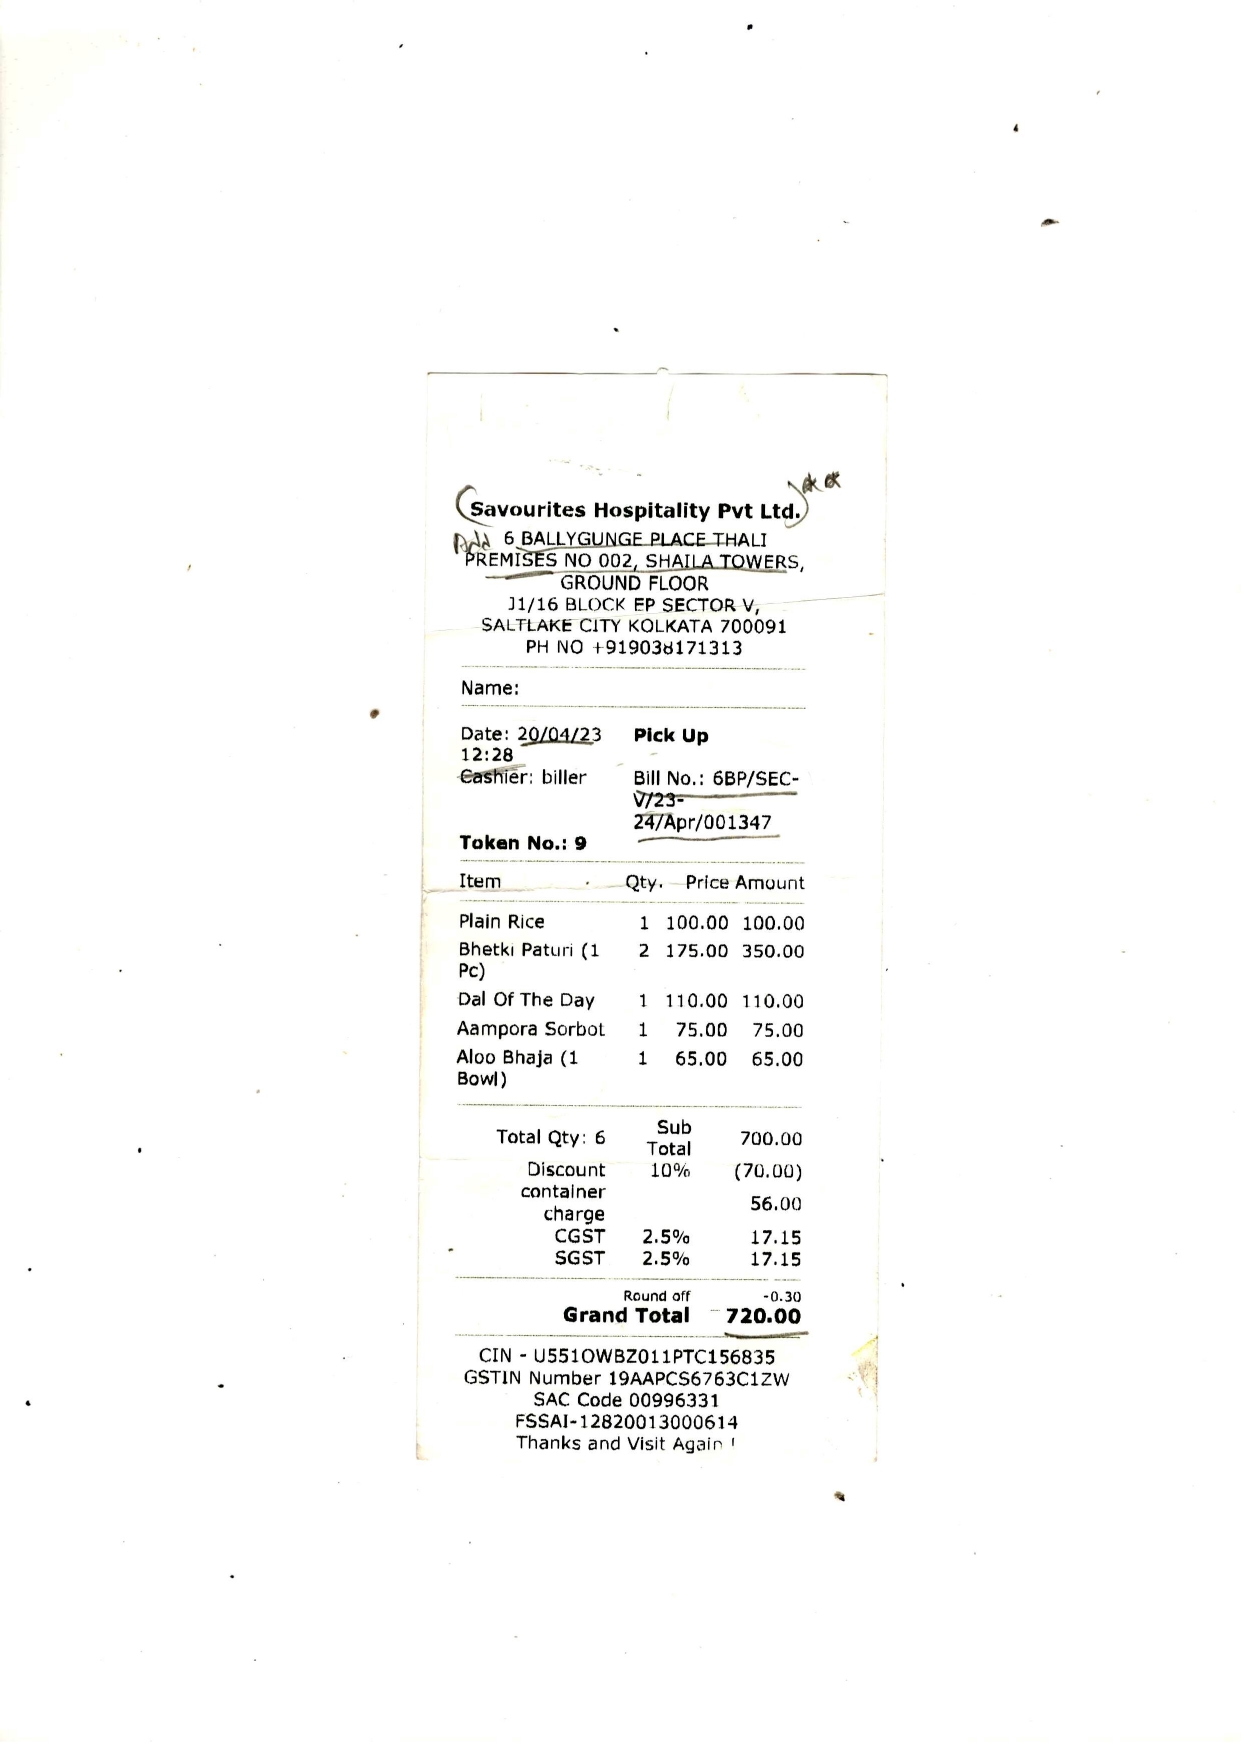 Savourites Hospitality Pvt Ltd.
Add 6 BALLYGUNGE PLACE THALI
PREMISES NO 002, SHAILA TOWERS,
GROUND FLOOR
J1/16 BLOCK EP SECTOR V,
SALTLAKE CITY KOLKATA 700091
PH NO +919038171313
Name:
Date: 20/04/23 Pick Up
12:28
Cashier: biller Bill No.: 6BP/SEC-
V/23-
24/Apr/001347
Token No.: 9
Item Qty. Price Amount
Plain Rice 1 100.00 100.00
Bhetki Paturi (1 2 175.00 350.00
Pc)
Dal Of The Day 1 110.00 110.00
Aampora Sorbot 1 75.00 75.00
Aloo Bhaja (1 1 65.00 65.00
Bowl)
Total Qty: 6 Sub Total 700.00
Discount 10% (70.00)
container charge 56.00
CGST 2.5% 17.15
SGST 2.5% 17.15
Round off -0.30
Grand Total 720.00
CIN - U551OWBZ011PTC156835
GSTIN Number 19AAPCS6763C1ZW
SAC Code 00996331
FSSAI-12820013000614
Thanks and Visit Again !